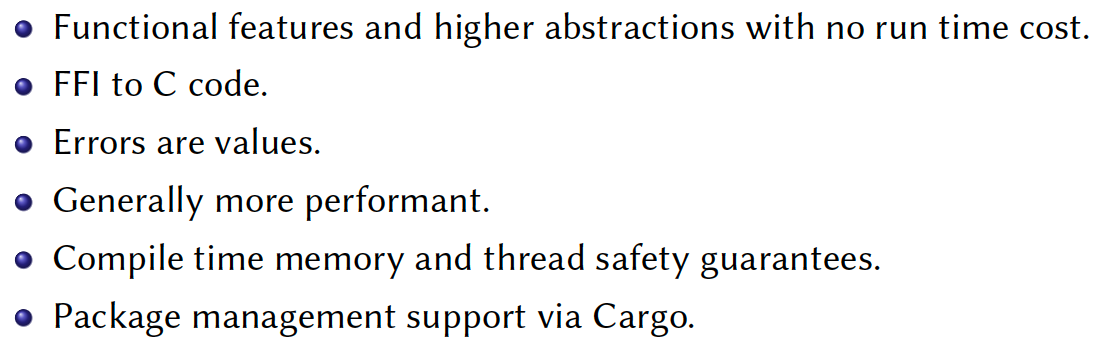 Functional features and higher abstractions with no run time cost.
FFI to C code.
Errors are values.
Generally more performant.
Compile time memory and thread safety guarantees.
Package management support via Cargo.